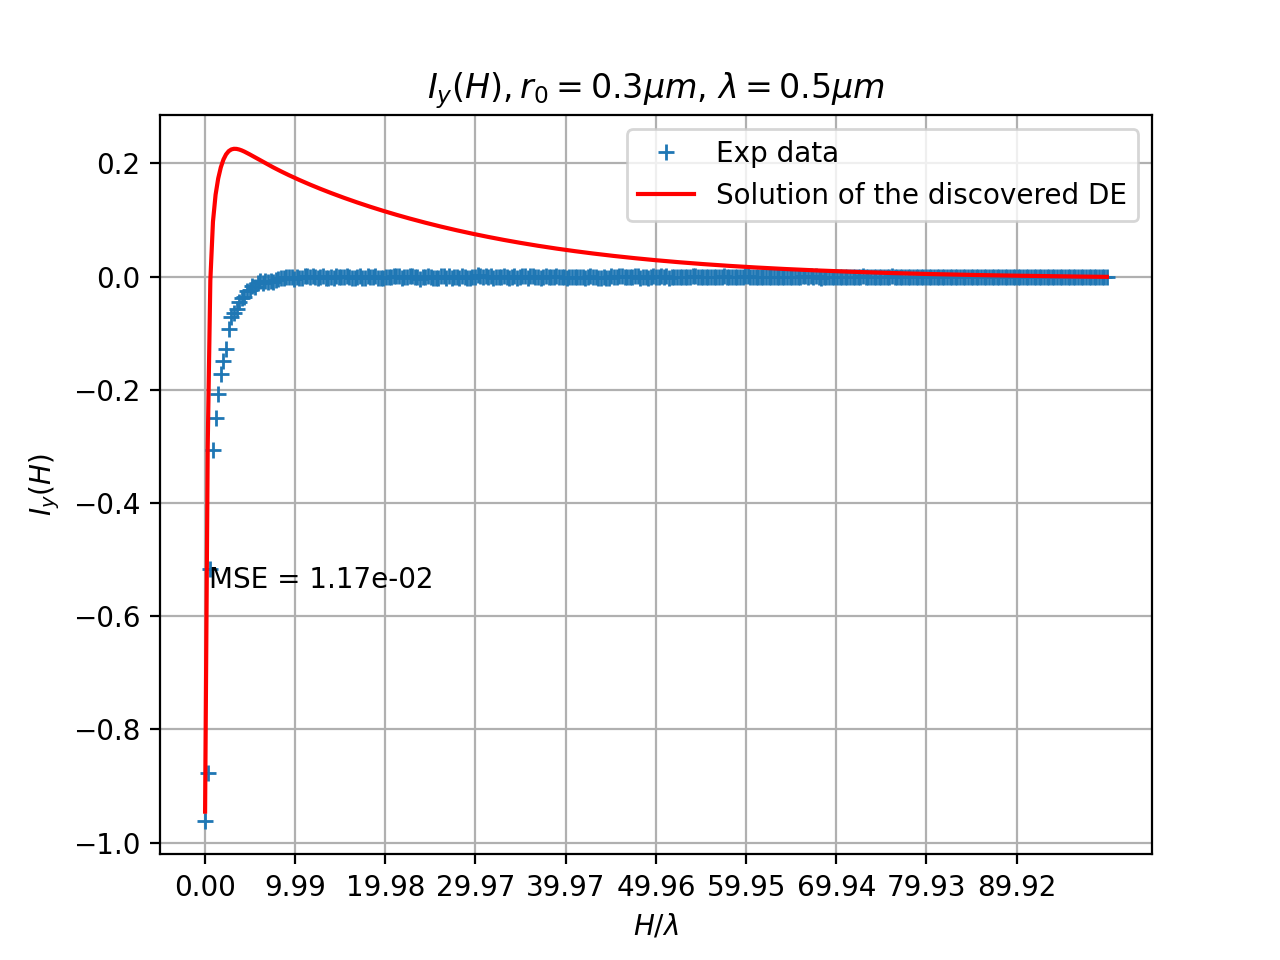 I_y(H), r_0 = 0.3μm, λ = 0.5μm
Exp data
Solution of the discovered DE
0.2
0.0
−0.2
−0.4
−0.6
−0.8
−1.0
I_y(H)
MSE = 1.17e-02
0.00 9.99 19.98 29.97 39.97 49.96 59.95 69.94 79.93 89.92
H/λ